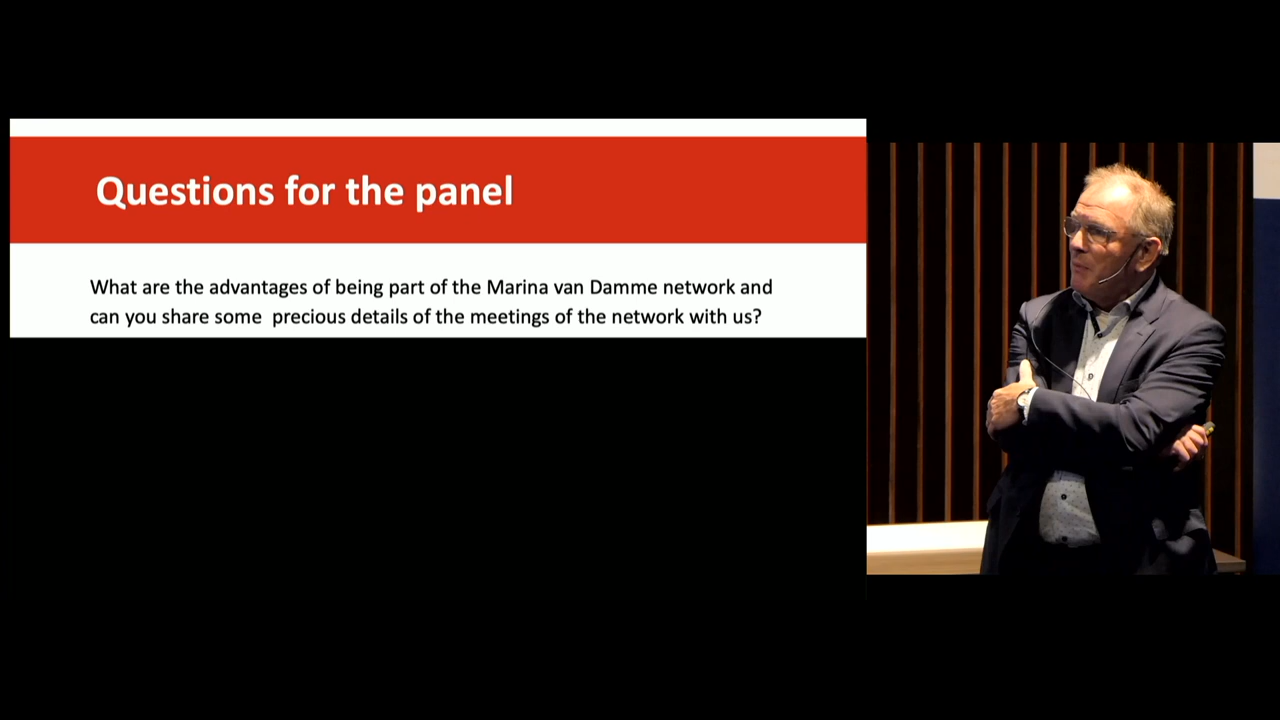 Questions for the panel
What are the advantages of being part of the Marina van Damme network and
can you share some  precious details of the meetings of the network with us?